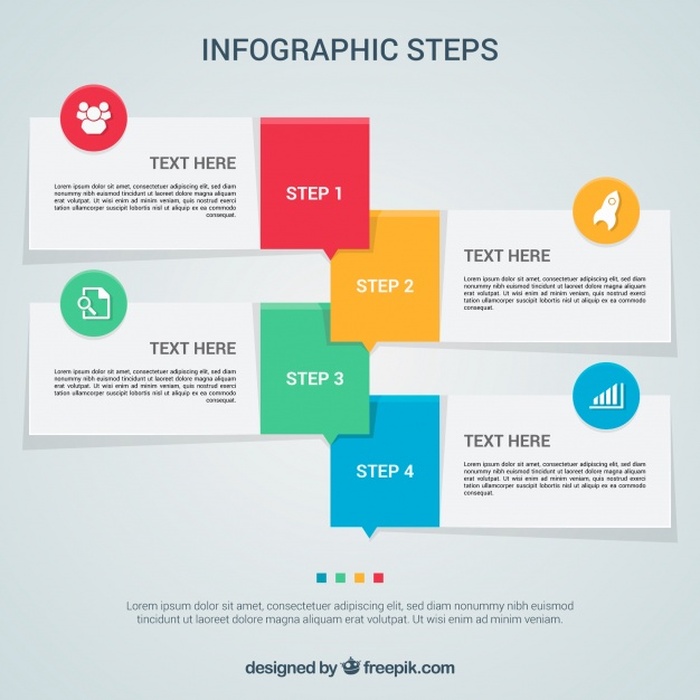 INFOGRAPHIC STEPS
TEXT HERE
Lorem ipsum dolor sit amet, consectetuer adipiscing elit, sed diam
nonummy nibh euismod tincidunt ut laoreet dolore magna aliquam
erat volutpat. Ut wisi enim ad minim veniam, quis nostrud exerci
tation ullamcorper suscipit lobortis nisl ut aliquip ex ea commodo
consequat.
STEP 1
STEP 2
TEXT HERE
Lorem ipsum dolor sit amet, consectetuer adipiscing elit, sed diam
nonummy nibh euismod tincidunt ut laoreet dolore magna aliquam
erat volutpat. Ut wisi enim ad minim veniam, quis nostrud exerci
tation ullamcorper suscipit lobortis nisl ut aliquip ex ea commodo
consequat.
TEXT HERE
Lorem ipsum dolor sit amet, consectetuer adipiscing elit, sed diam
nonummy nibh euismod tincidunt ut laoreet dolore magna aliquam
erat volutpat. Ut wisi enim ad minim veniam, quis nostrud exerci
tation ullamcorper suscipit lobortis nisl ut aliquip ex ea commodo
consequat.
STEP 3
STEP 4
TEXT HERE
Lorem ipsum dolor sit amet, consectetuer adipiscing elit, sed diam
nonummy nibh euismod tincidunt ut laoreet dolore magna aliquam
erat volutpat. Ut wisi enim ad minim veniam, quis nostrud exerci
tation ullamcorper suscipit lobortis nisl ut aliquip ex ea commodo
consequat.
Lorem ipsum dolor sit amet, consectetuer adipiscing elit, sed diam nonummy nibh euismod
tincidunt ut laoreet dolore magna aliquam erat volutpat. Ut wisi enim ad minim veniam.
designed by freepik.com